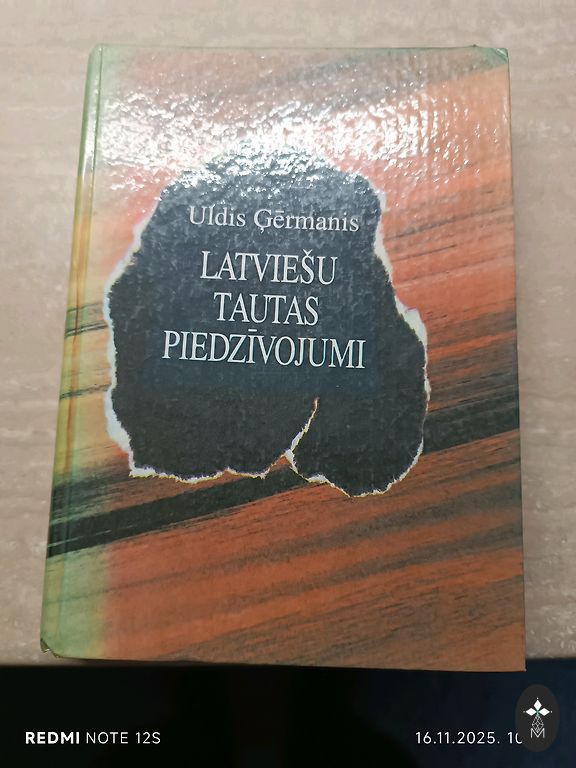 Uldis Ģērmanis
LATVIEŠU
TAUTAS
PIEDZĪVOJUMI
REDMI NOTE 12S
16.11.2025.